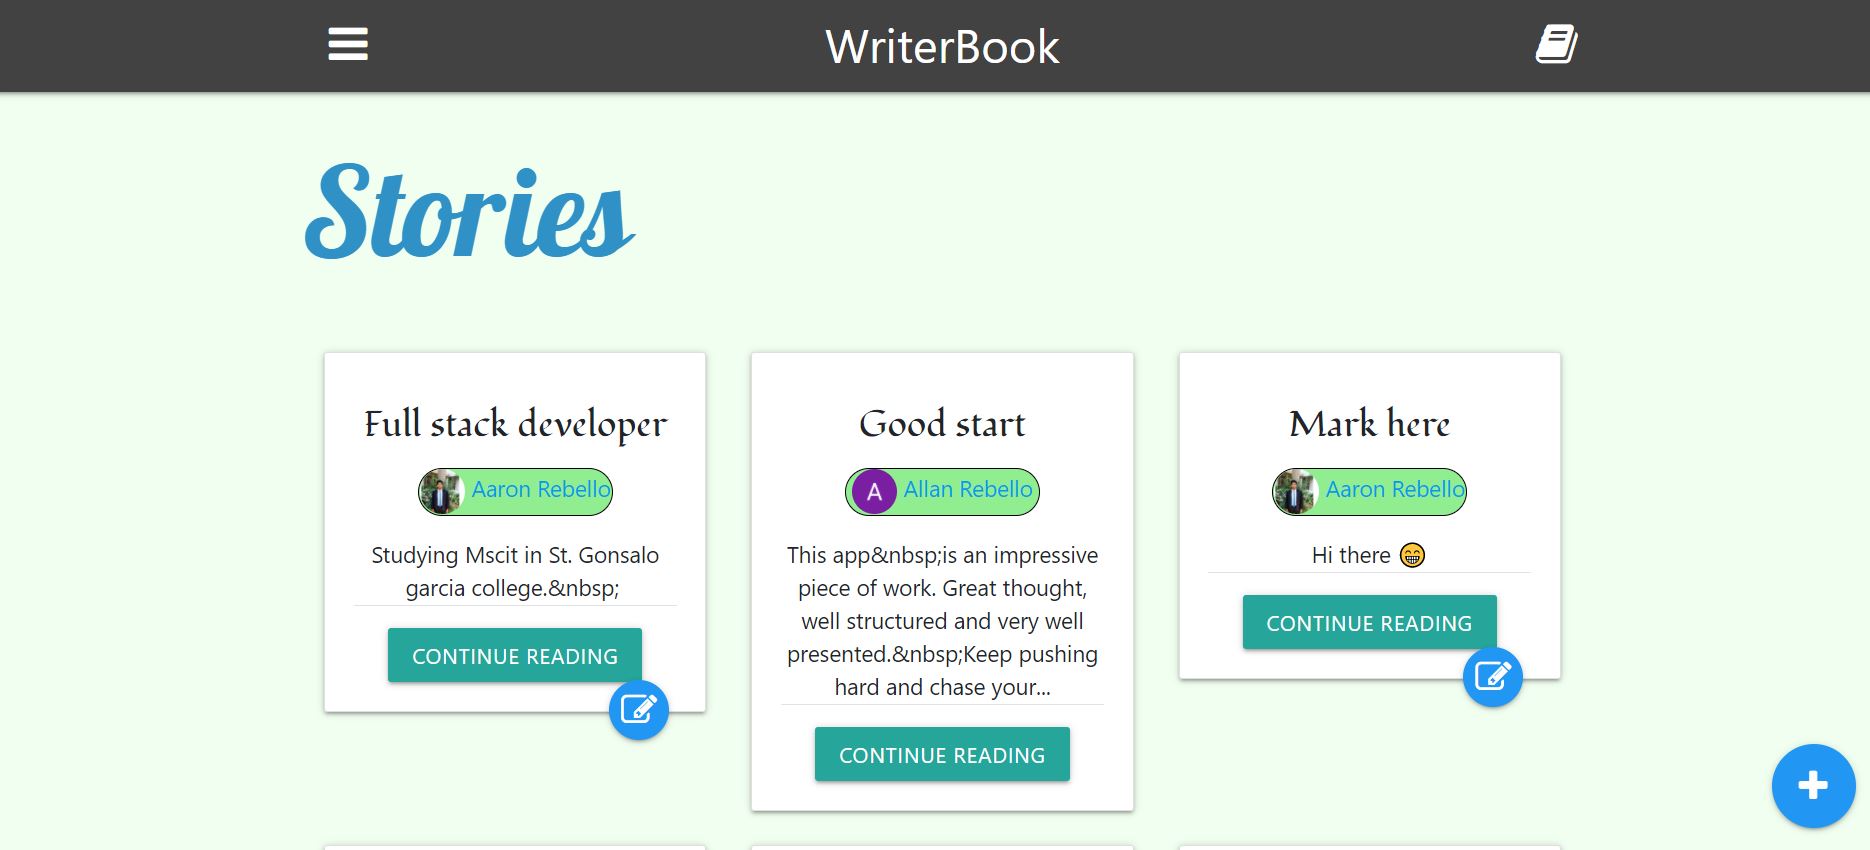 WriterBook
Stories
Full stack developer
Aaron Rebello
Studying Mscit in St. Gonsalo
garcia college.&nbsp;
CONTINUE READING
Good start
A
Allan Rebello
This app&nbsp;is an impressive
piece of work. Great thought,
well structured and very well
presented.&nbsp;Keep pushing
hard and chase your...
CONTINUE READING
Mark here
Aaron Rebello
Hi there 😁
CONTINUE READING